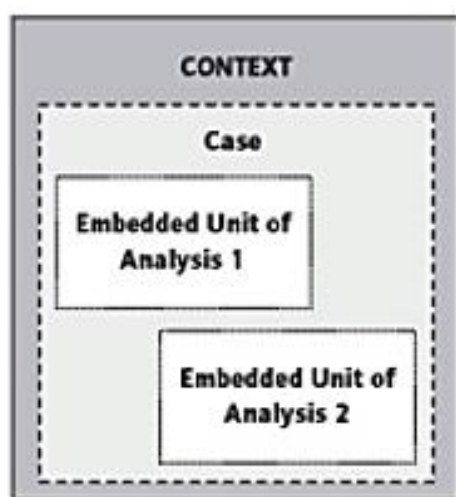 CONTEXT
Case
Embedded Unit of
Analysis 1
Embedded Unit of
Analysis 2